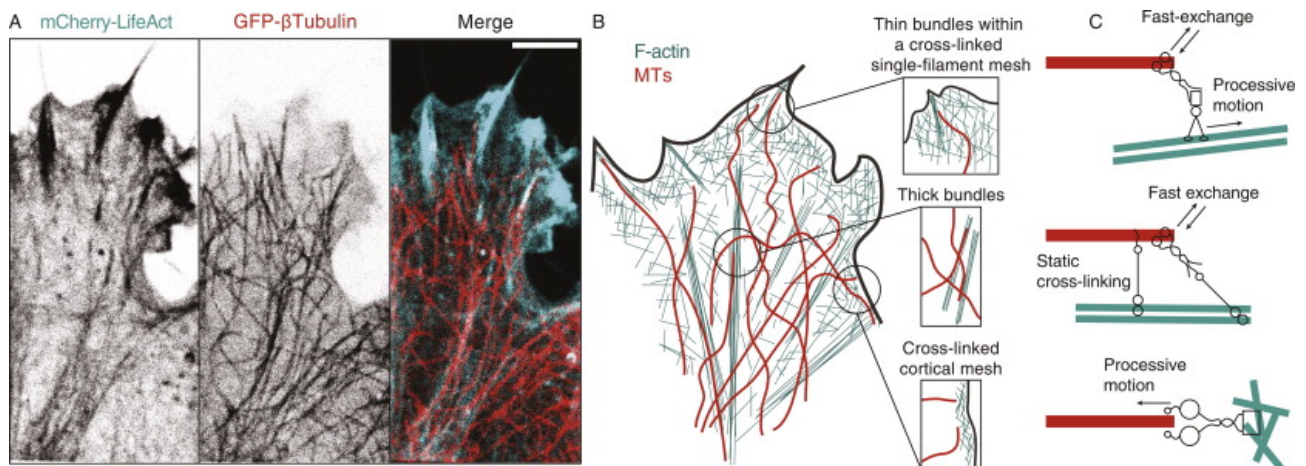 A
mCherry-LifeAct
GFP-βTubulin
Merge
B
F-actin
MTs
Thin bundles within
a cross-linked
single-filament mesh
Thick bundles
Cross-linked
cortical mesh
C
Fast-exchange
Processive
motion
Fast exchange
Static
cross-linking
Processive
motion